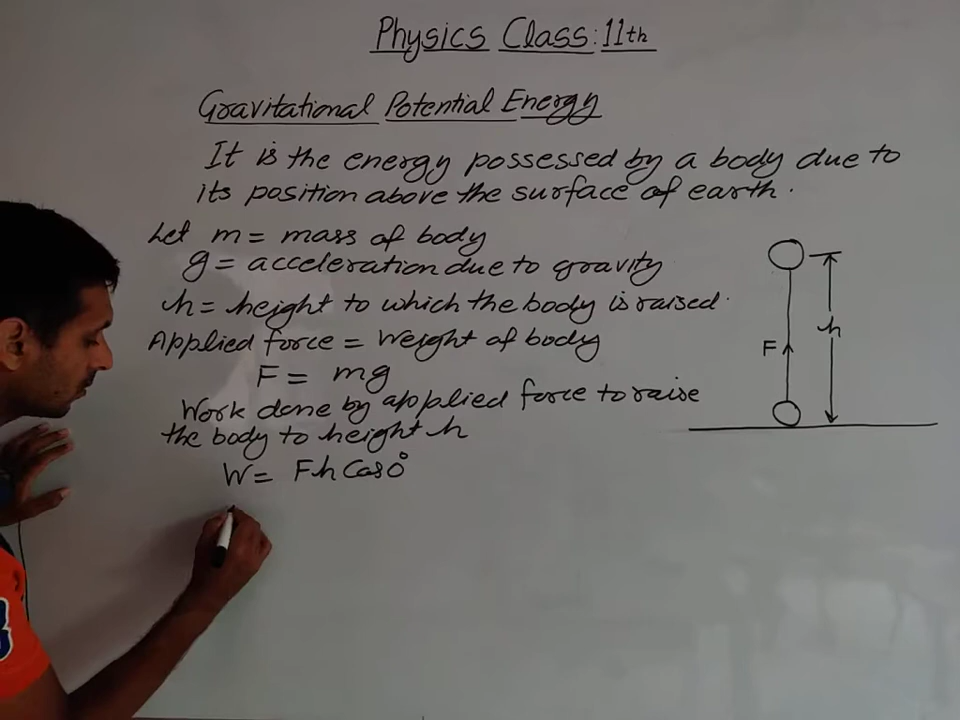 Physics Class: 11th
Gravitational Potential Energy
It is the energy possessed by a body due to
its position above the surface of earth.
Let m = mass of body
g = acceleration due to gravity
h = height to which the body is raised.
Applied force = Weight of body
F = mg
Work done by applied force to raise
the body to height h
W = Fh Cos 0°
F
h